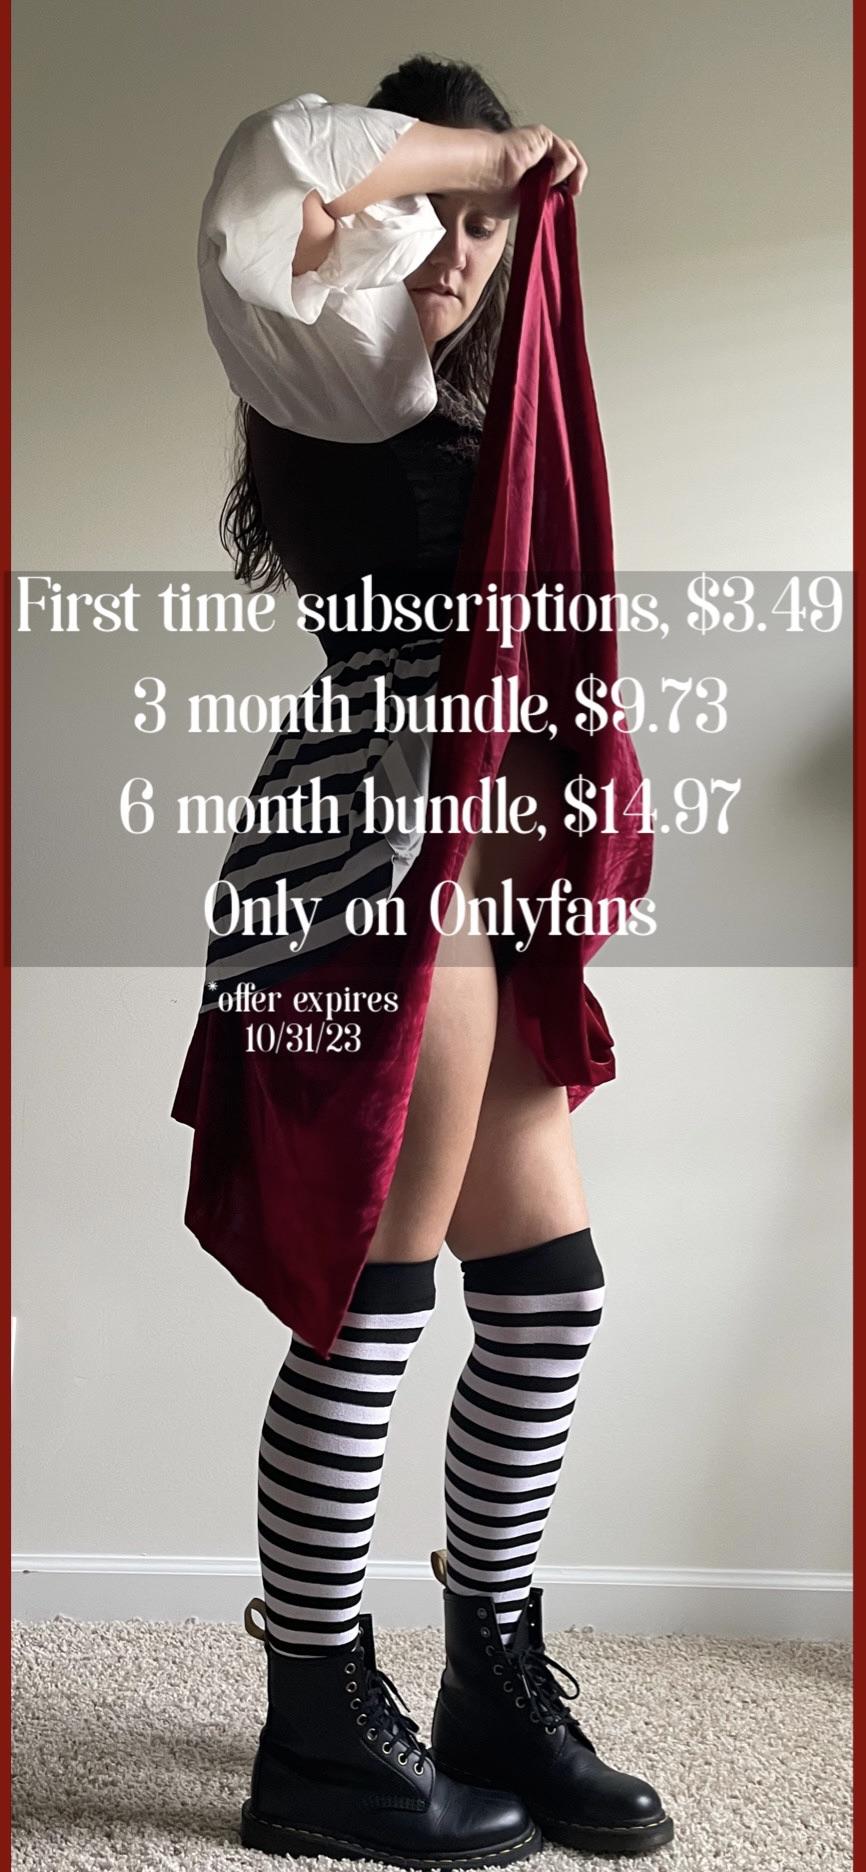 First time subscriptions, $3.49
3 month bundle, $9.73
6 month bundle, $14.97
Only on Onlyfans
*offer expires
10/31/23